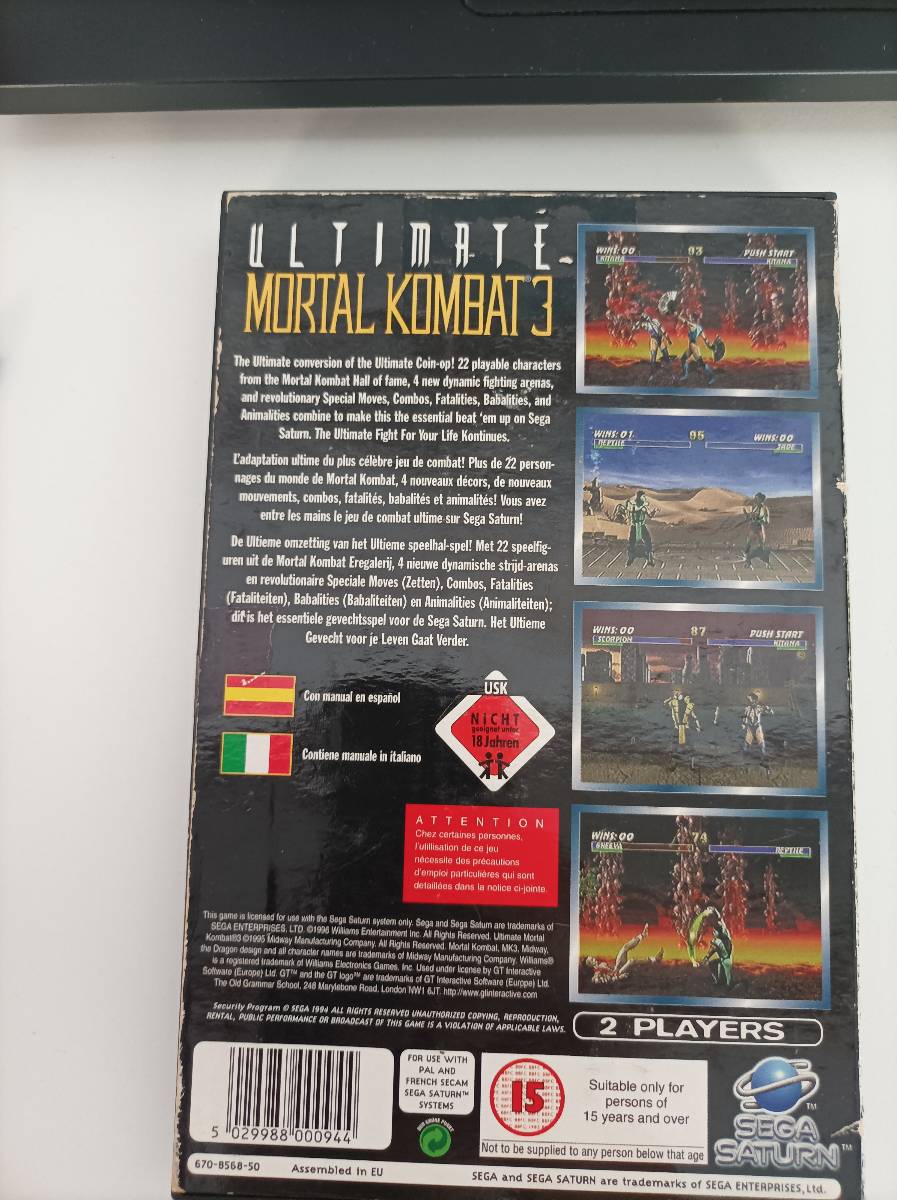 ULTIMATE
MORTAL KOMBAT® 3
The Ultimate conversion of the Ultimate Coin-op! 22 playable characters
from the Mortal Kombat Hall of fame, 4 new dynamic fighting arenas,
and revolutionary Special Moves, Combos, Fatalities, Babalities, and
Animalities combine to make this the essential beat 'em up on Sega
Saturn. The Ultimate Fight For Your Life Kontinues.
L'adaptation ultime du plus célèbre jeu de combat! Plus de 22 person-
nages du monde de Mortal Kombat, 4 nouveaux décors, de nouveaux
mouvements, combos, fatalités, babalités et animalités! Vous avez
entre les mains le jeu de combat ultime sur Sega Saturn!
De Ultieme omzetting van het Ultieme speelhal-spel! Met 22 speelfig-
uren uit de Mortal Kombat Eregalerij, 4 nieuwe dynamische strijd-arenas
en revolutionaire Speciale Moves (Zetten), Combos, Fatalities
(Fataliteiten), Babalities (Babaliteiten) en Animalities (Animaliteiten);
dit is het essentiele gevechtsspel voor de Sega Saturn. Het Ultieme
Gevecht voor je Leven Gaat Verder.
Con manual en español
Contiene manuale in italiano
USK
NiCHT
geeignet unter
18 Jahren
ATTENTION
Chez certaines personnes,
l'utilisation de ce jeu
nécessite des précautions
d'emploi particulières qui sont
detaillées dans la notice ci-jointe.
This game is licensed for use with the Sega Saturn system only. Sega and Sega Saturn are trademarks of
SEGA ENTERPRISES, LTD. ©1996 Williams Entertainment Inc. All Rights Reserved. Ultimate Mortal
Kombat®3 ©1995 Midway Manufacturing Company. All Rights Reserved. Mortal Kombat, MK3, Midway,
the Dragon design and all character names are trademarks of Midway Manufacturing Company. Williams®
is a registered trademark of Williams Electronics Games, Inc. Used under license by GT Interactive
Software (Europe) Ltd. GT™ and the GT logo™ are trademarks of GT Interactive Software (Europe) Ltd.
The Old Grammar School, 248 Marylebone Road, London NW1 6JT. http://www.gtinteractive.com
Security Program © SEGA 1994 ALL RIGHTS RESERVED UNAUTHORIZED COPYING, REPRODUCTION,
RENTAL, PUBLIC PERFORMANCE OR BROADCAST OF THIS GAME IS A VIOLATION OF APPLICABLE LAWS.
WINS: 00 93 PUSH START
KITANA KITANA
WINS: 01 95 WINS: 00
REPTILE JADE
WINS: 00 87 PUSH START
SCORPION KITANA
WINS: 00 74
SHEEVA REPTILE
2 PLAYERS
5 029988 000944
FOR USE WITH
PAL AND
FRENCH SECAM
SEGA SATURN™
SYSTEMS
15
Suitable only for
persons of
15 years and over
Not to be supplied to any person below that age
SEGA
SATURN™
670-8568-50 Assembled in EU
SEGA and SEGA SATURN are trademarks of SEGA ENTERPRISES, Ltd.